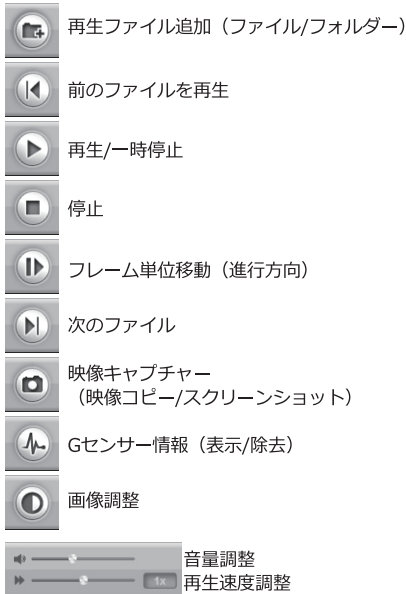 再生ファイル追加（ファイル/フォルダー）
前のファイルを再生
再生/一時停止
停止
フレーム単位移動（進行方向）
次のファイル
映像キャプチャー
（映像コピー/スクリーンショット）
Gセンサー情報（表示/除去）
画像調整
音量調整
1x 再生速度調整